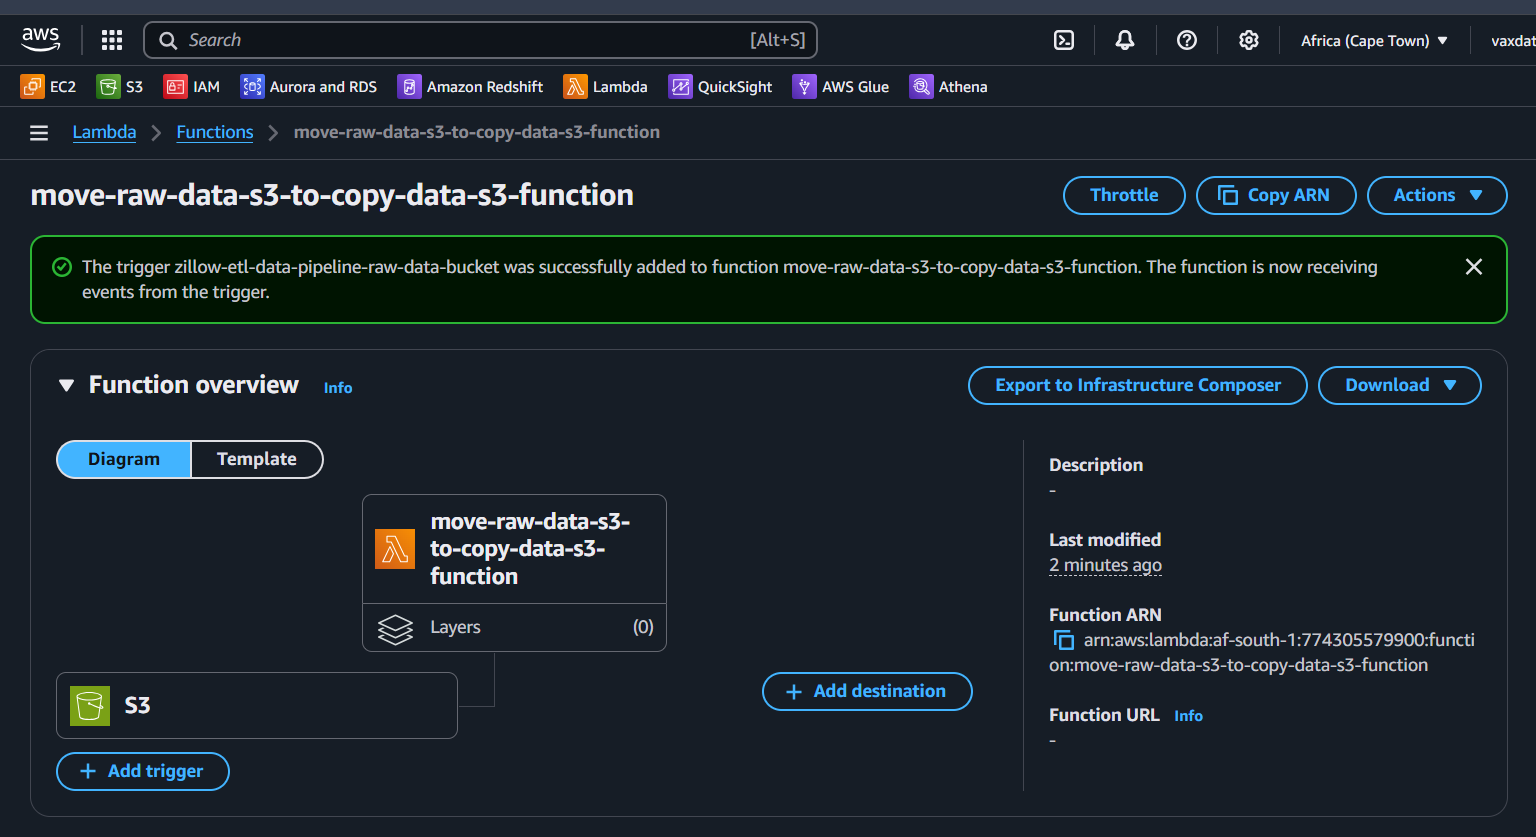 aws
Search [Alt+S]
Africa (Cape Town)
vaxdat
EC2 S3 IAM Aurora and RDS Amazon Redshift Lambda QuickSight AWS Glue Athena
Lambda Functions move-raw-data-s3-to-copy-data-s3-function
move-raw-data-s3-to-copy-data-s3-function
Throttle
Copy ARN
Actions
The trigger zillow-etl-data-pipeline-raw-data-bucket was successfully added to function move-raw-data-s3-to-copy-data-s3-function. The function is now receiving
events from the trigger.
Function overview Info
Export to Infrastructure Composer
Download
Diagram
Template
move-raw-data-s3-
to-copy-data-s3-
function
Layers (0)
S3
Add trigger
Add destination
Description
-
Last modified
2 minutes ago
Function ARN
arn:aws:lambda:af-south-1:774305579900:functi
on:move-raw-data-s3-to-copy-data-s3-function
Function URL Info
-